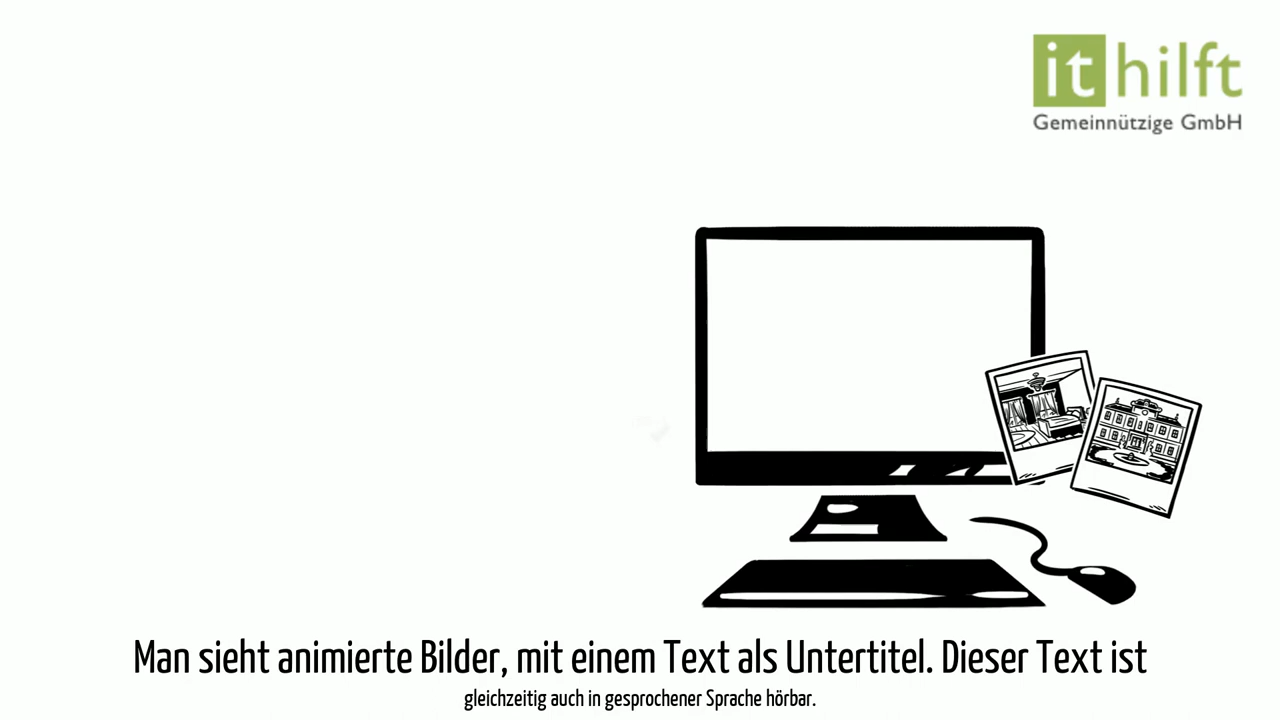 it hilft
Gemeinnützige GmbH
Man sieht animierte Bilder, mit einem Text als Untertitel. Dieser Text ist
gleichzeitig auch in gesprochener Sprache hörbar.